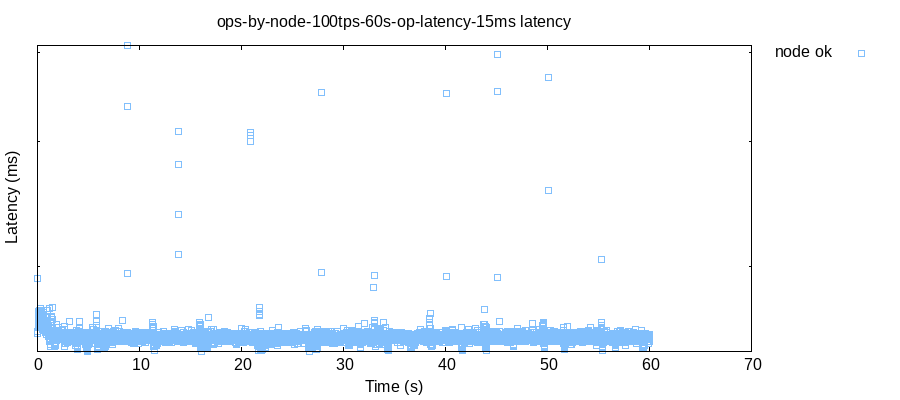 ops-by-node-100tps-60s-op-latency-15ms latency
node ok
Latency (ms)
0 10 20 30 40 50 60 70
Time (s)